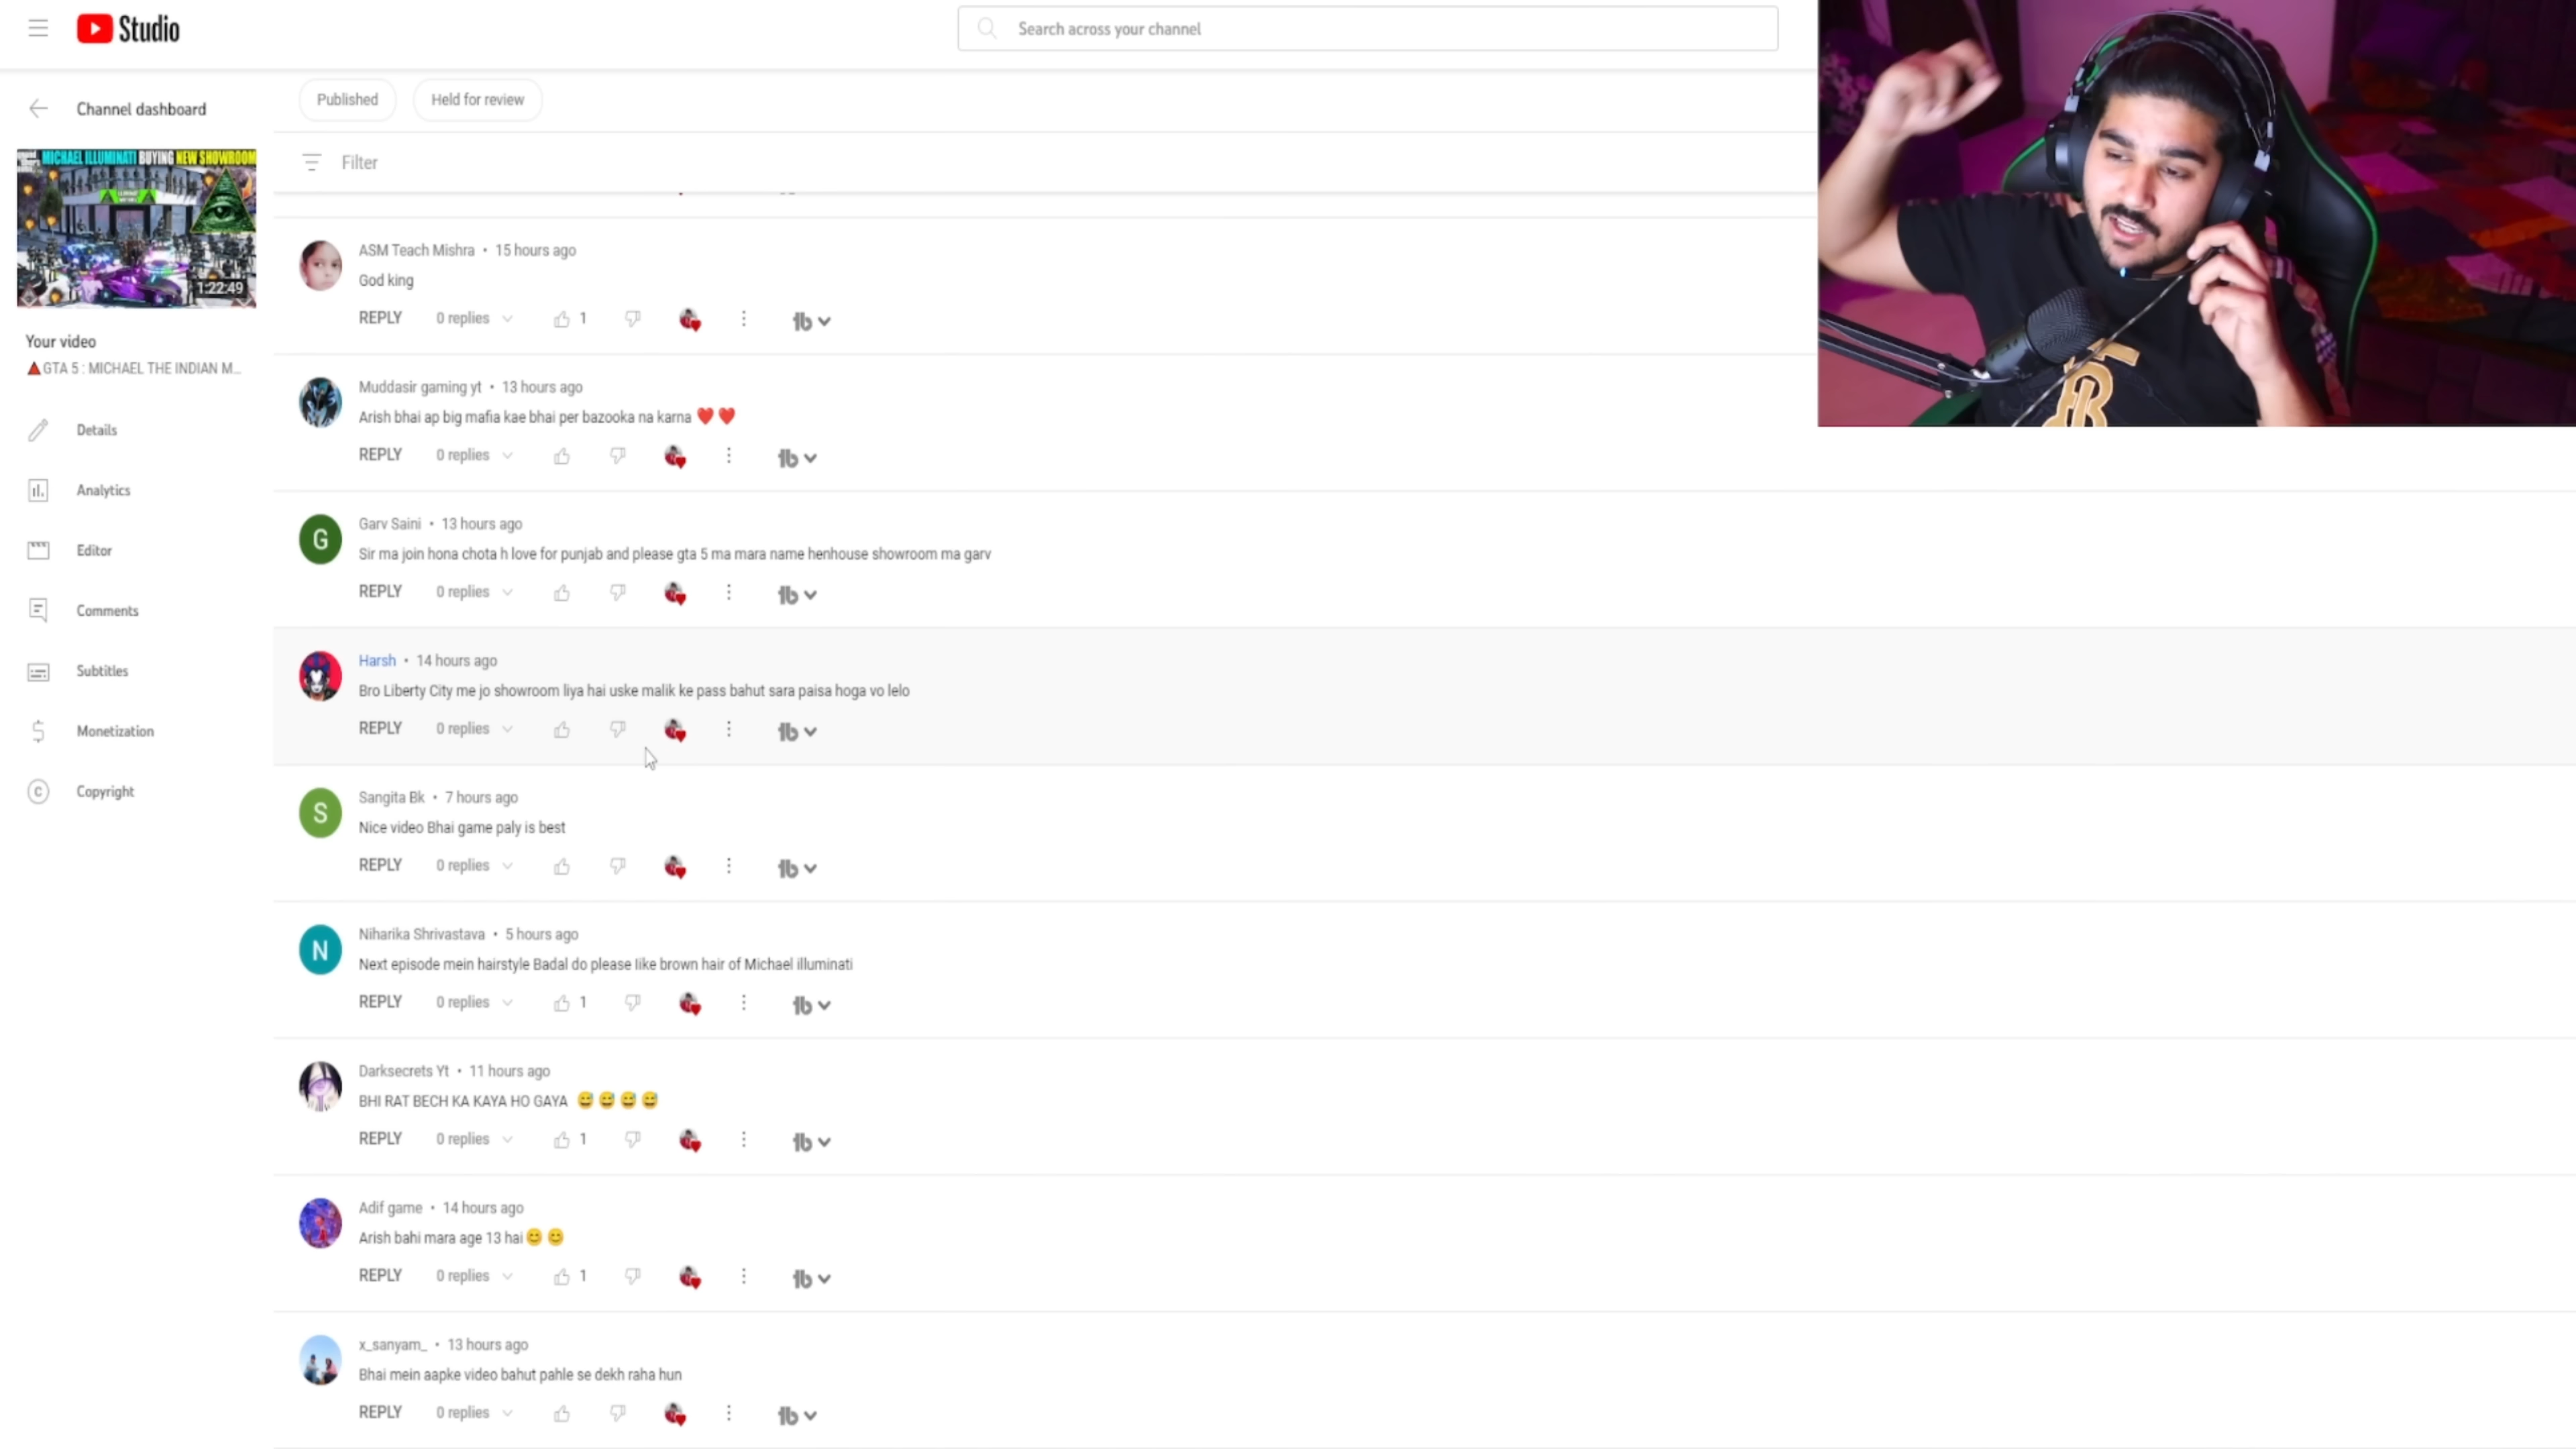 Studio
Search across your channel
Channel dashboard
Published
Held for review
Filter
MICHAEL ILLUMINATI BUYING NEW SHOWROOM
1:22:49
Your video
🔺GTA 5 : MICHAEL THE INDIAN M...
Details
Analytics
Editor
Comments
Subtitles
Monetization
Copyright
ASM Teach Mishra • 15 hours ago
God king
REPLY 0 replies 1
Muddasir gaming yt • 13 hours ago
Arish bhai ap big mafia kae bhai per bazooka na karna ❤️ ❤️
REPLY 0 replies
G
Garv Saini • 13 hours ago
Sir ma join hona chota h love for punjab and please gta 5 ma mara name henhouse showroom ma garv
REPLY 0 replies
Harsh • 14 hours ago
Bro Liberty City me jo showroom liya hai uske malik ke pass bahut sara paisa hoga vo lelo
REPLY 0 replies
S
Sangita Bk • 7 hours ago
Nice video Bhai game paly is best
REPLY 0 replies
N
Niharika Shrivastava • 5 hours ago
Next episode mein hairstyle Badal do please like brown hair of Michael illuminati
REPLY 0 replies 1
Darksecrets Yt • 11 hours ago
BHI RAT BECH KA KAYA HO GAYA 😅 😅 😅 😅
REPLY 0 replies 1
Adif game • 14 hours ago
Arish bahi mara age 13 hai😊 😊
REPLY 0 replies 1
x_sanyam_ • 13 hours ago
Bhai mein aapke video bahut pahle se dekh raha hun
REPLY 0 replies